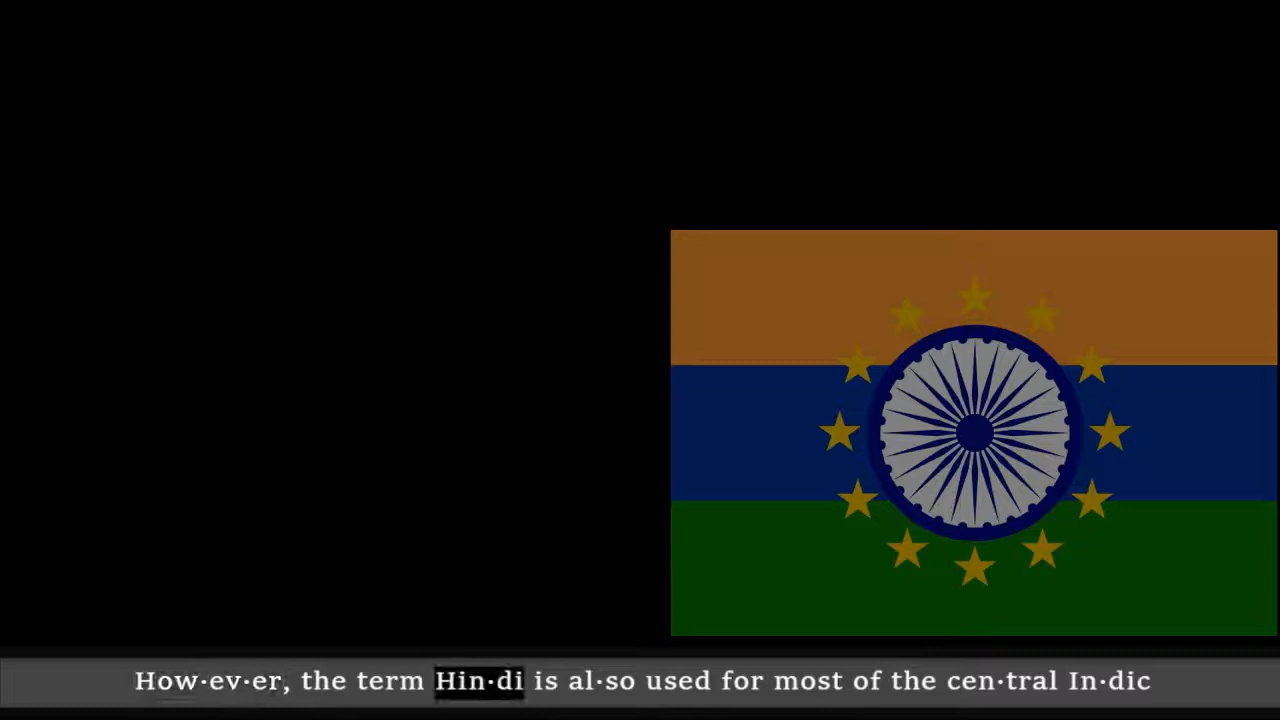 How·ev·er, the term Hin·di is al·so used for most of the cen·tral In·dic